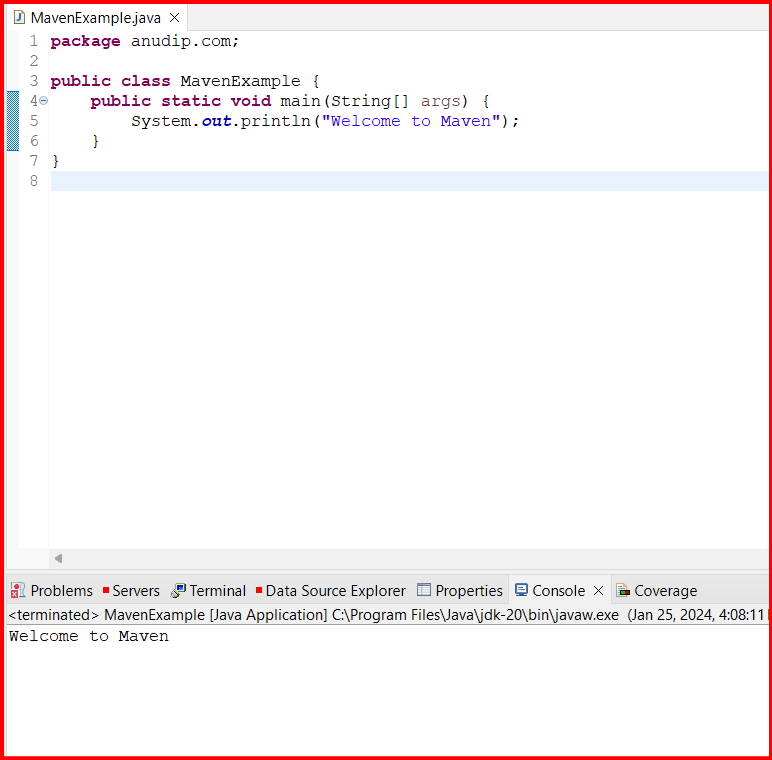 MavenExample.java
1 package anudip.com;
2
3 public class MavenExample {
4 public static void main(String[] args) {
5 System.out.println("Welcome to Maven");
6 }
7 }
8
Problems Servers Terminal Data Source Explorer Properties Console Coverage
<terminated> MavenExample [Java Application] C:\Program Files\Java\jdk-20\bin\javaw.exe (Jan 25, 2024, 4:08:11
Welcome to Maven